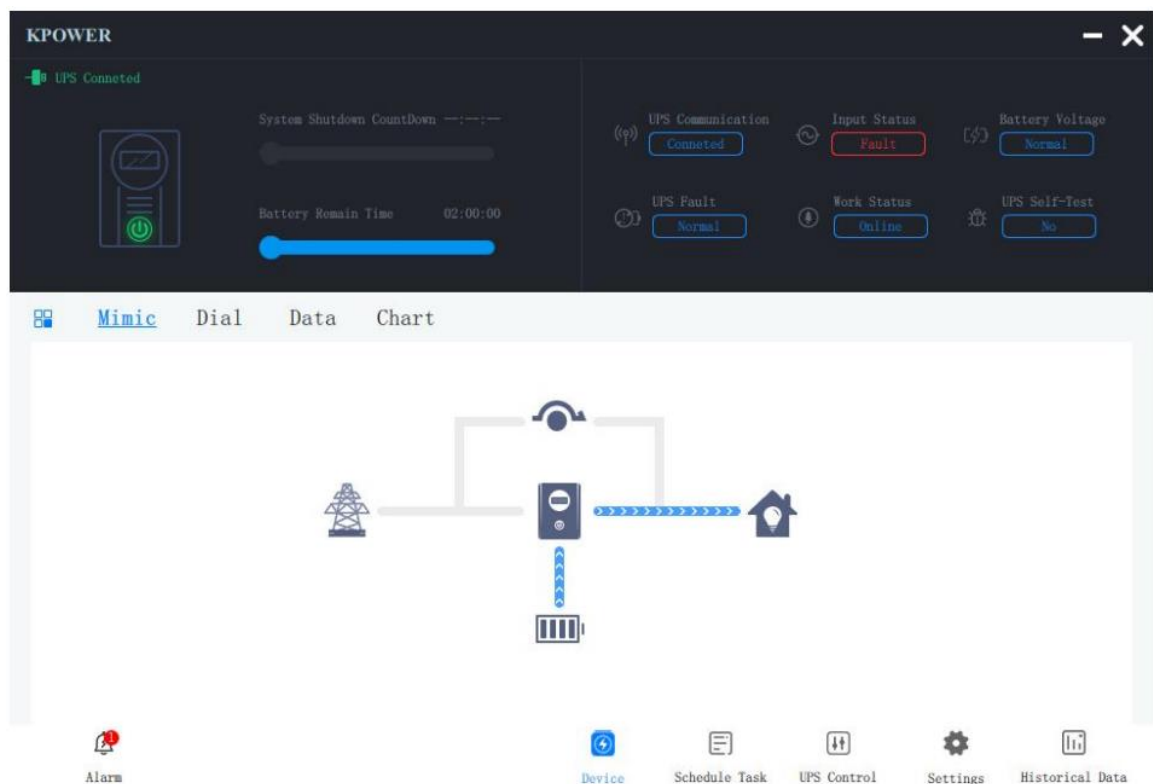 KPOWER
UPS Conneted
System Shutdown CountDown --:--:--
Battery Remain Time 02:00:00
UPS Communication
Conneted
Input Status
Fault
Battery Voltage
Normal
UPS Fault
Normal
Work Status
Online
UPS Self-Test
No
Mimic Dial Data Chart
1
Alarm
Device
Schedule Task
UPS Control
Settings
Historical Data